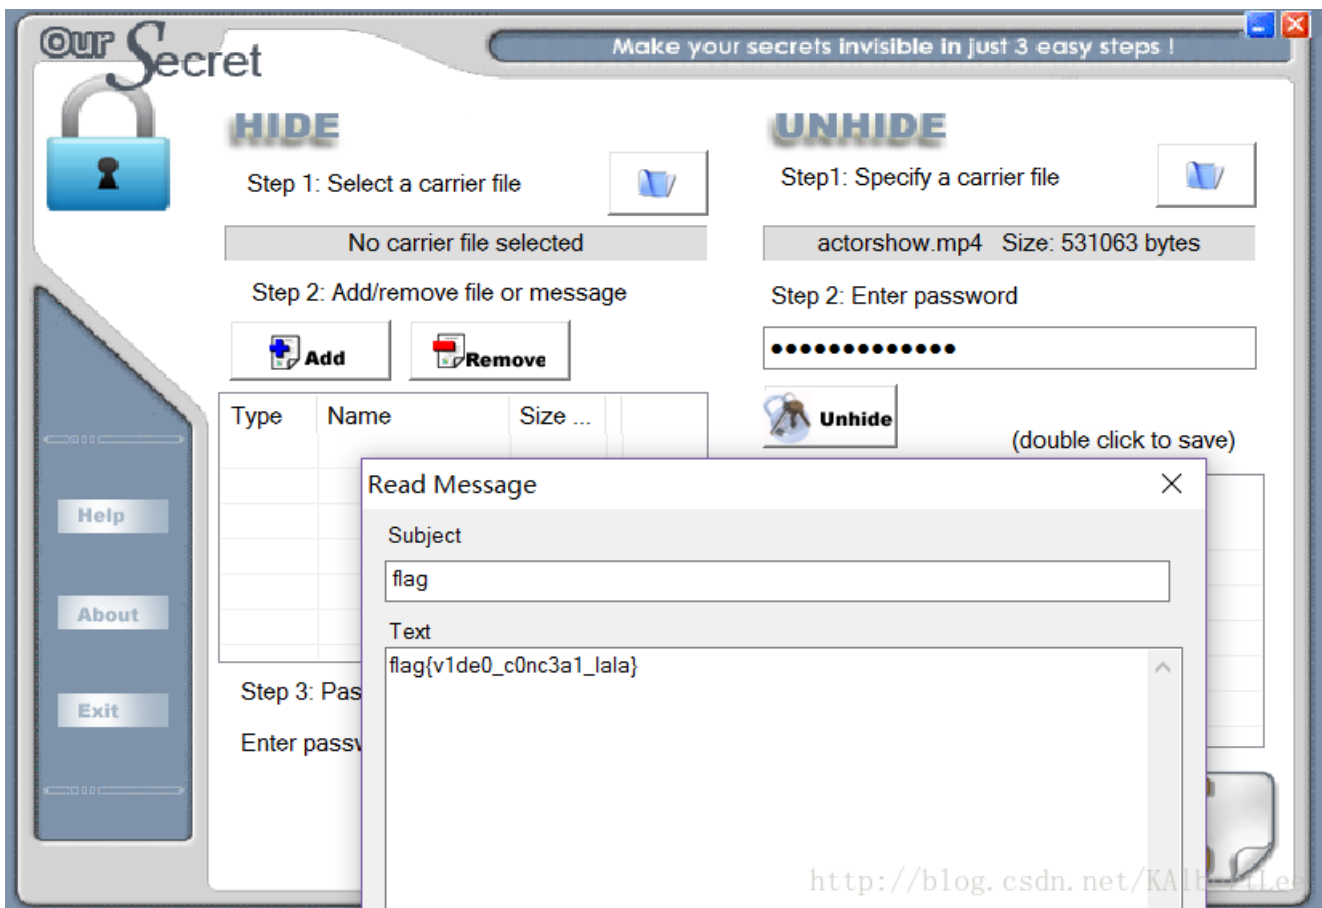 Our Secret
Make your secrets invisible in just 3 easy steps !
HIDE
Step 1: Select a carrier file
No carrier file selected
Step 2: Add/remove file or message
Add
Remove
Type Name Size ...
Step 3:
Enter
UNHIDE
Step1: Specify a carrier file
actorshow.mp4 Size: 531063 bytes
Step 2: Enter password
Unhide
(double click to save)
Help
About
Exit
Read Message
Subject
flag
Text
flag{v1de0_c0nc3a1_lala}
http://blog.csdn.net/KAlbertLee